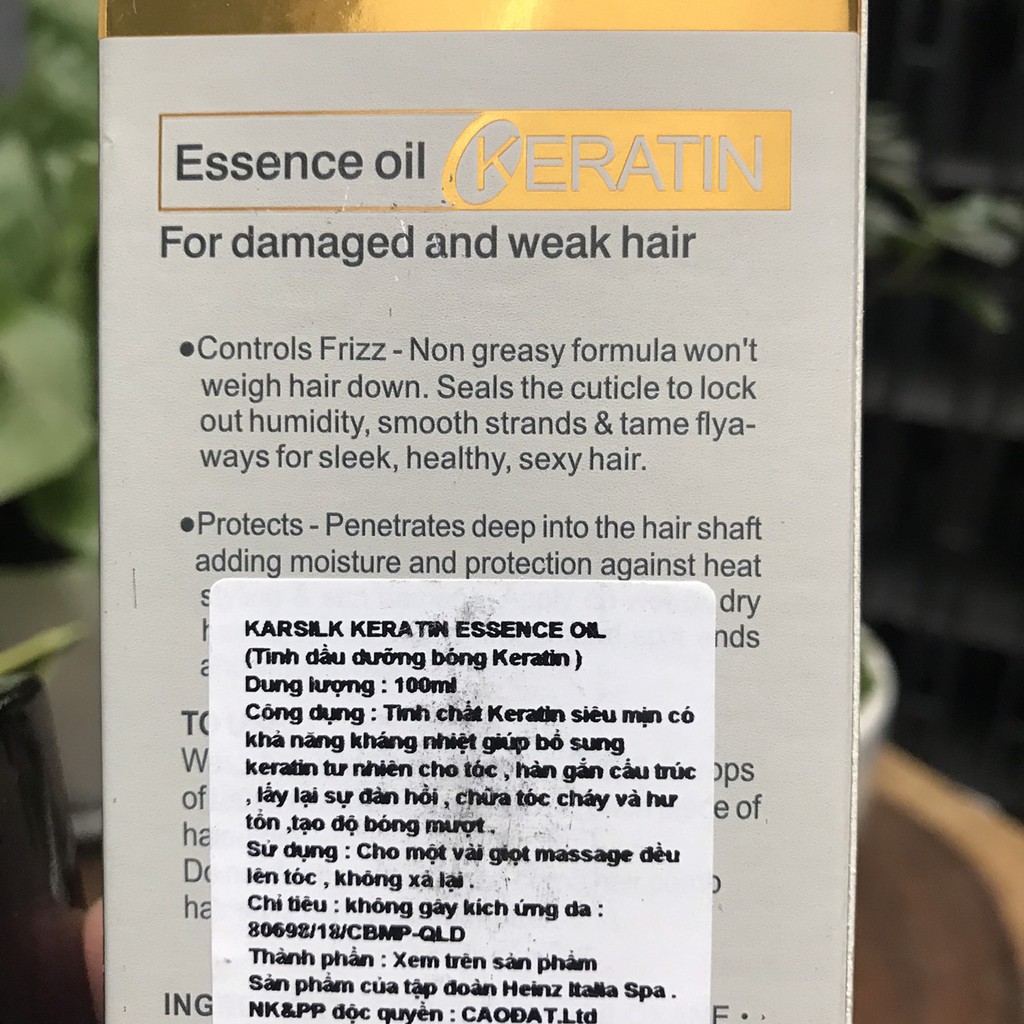 Essence oil KERATIN
For damaged and weak hair
●Controls Frizz - Non greasy formula won't
weigh hair down. Seals the cuticle to lock
out humidity, smooth strands & tame flya-
ways for sleek, healthy, sexy hair.
●Protects - Penetrates deep into the hair shaft
adding moisture and protection against heat
dry
KARSILK KERATIN ESSENCE OIL
(Tinh dầu dưỡng bóng Keratin )
Dung lượng : 100ml
Công dụng : Tinh chất Keratin siêu mịn có
khả năng kháng nhiệt giúp bổ sung
keratin tự nhiên cho tóc , hàn gắn cấu trúc
, lấy lại sự đàn hồi , chữa tóc cháy và hư
tổn ,tạo độ bóng mượt .
Sử dụng : Cho một vài giọt massage đều
lên tóc , không xả lại .
Chỉ tiêu : không gây kích ứng da :
80698/18/CBMP-QLD
Thành phần : Xem trên sản phẩm
Sản phẩm của tập đoàn Heinz Italia Spa .
NK&PP độc quyền : CAOĐAT.Ltd
of
e of